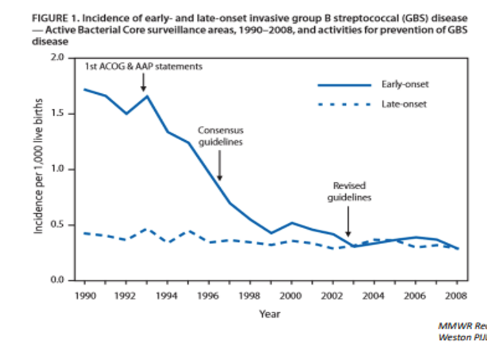 FIGURE 1. Incidence of early- and late-onset invasive group B streptococcal (GBS) disease
— Active Bacterial Core surveillance areas, 1990–2008, and activities for prevention of GBS
disease
2.0
1st ACOG & AAP statements
Early-onset
Late-onset
1.5
Consensus
guidelines
1.0
Revised
guidelines
0.5
0.0
Incidence per 1,000 live births
1990 1992 1994 1996 1998 2000 2002 2004 2006 2008
Year
MMWR
Weston